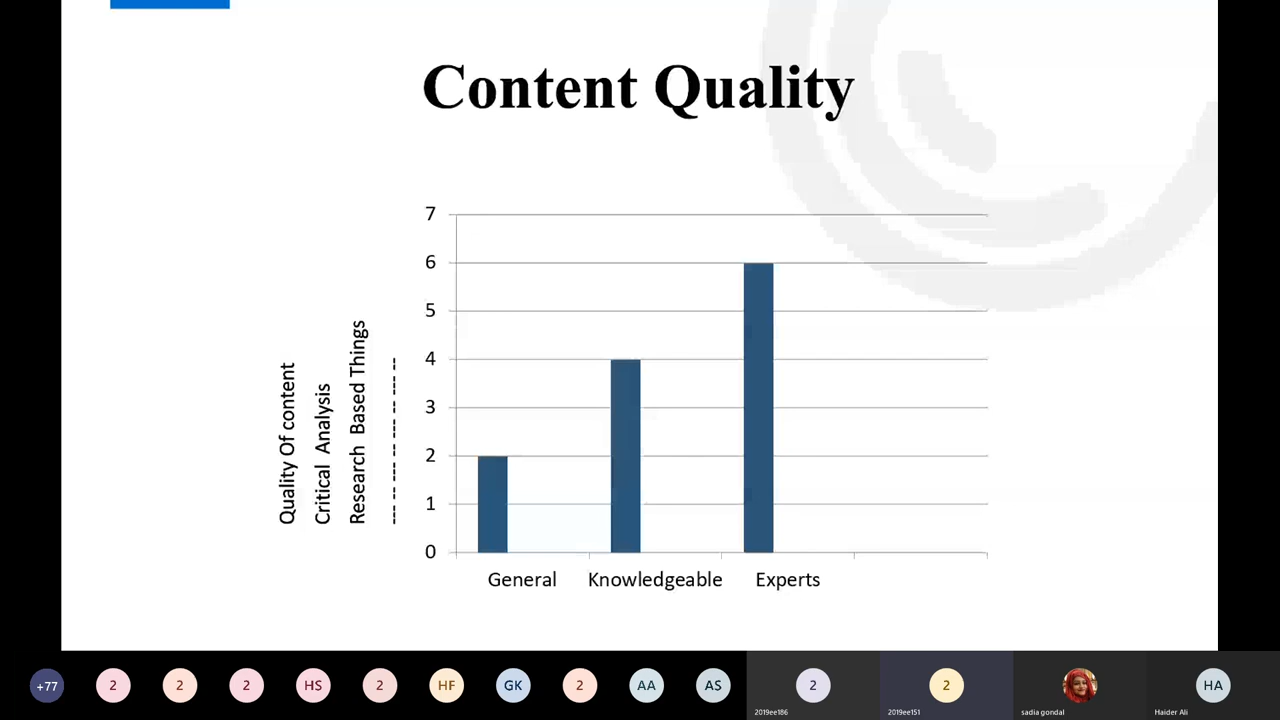 Content Quality
7
6
5
4
3
2
1
0
Quality Of content
Critical Analysis
Research Based Things
--- -- --- -- --- --
General Knowledgeable Experts
+77 2 2 2 HS 2 HF GK 2 AA AS 2 2 HA
2019ee186 2019ee151 sadia gondal Haider Ali